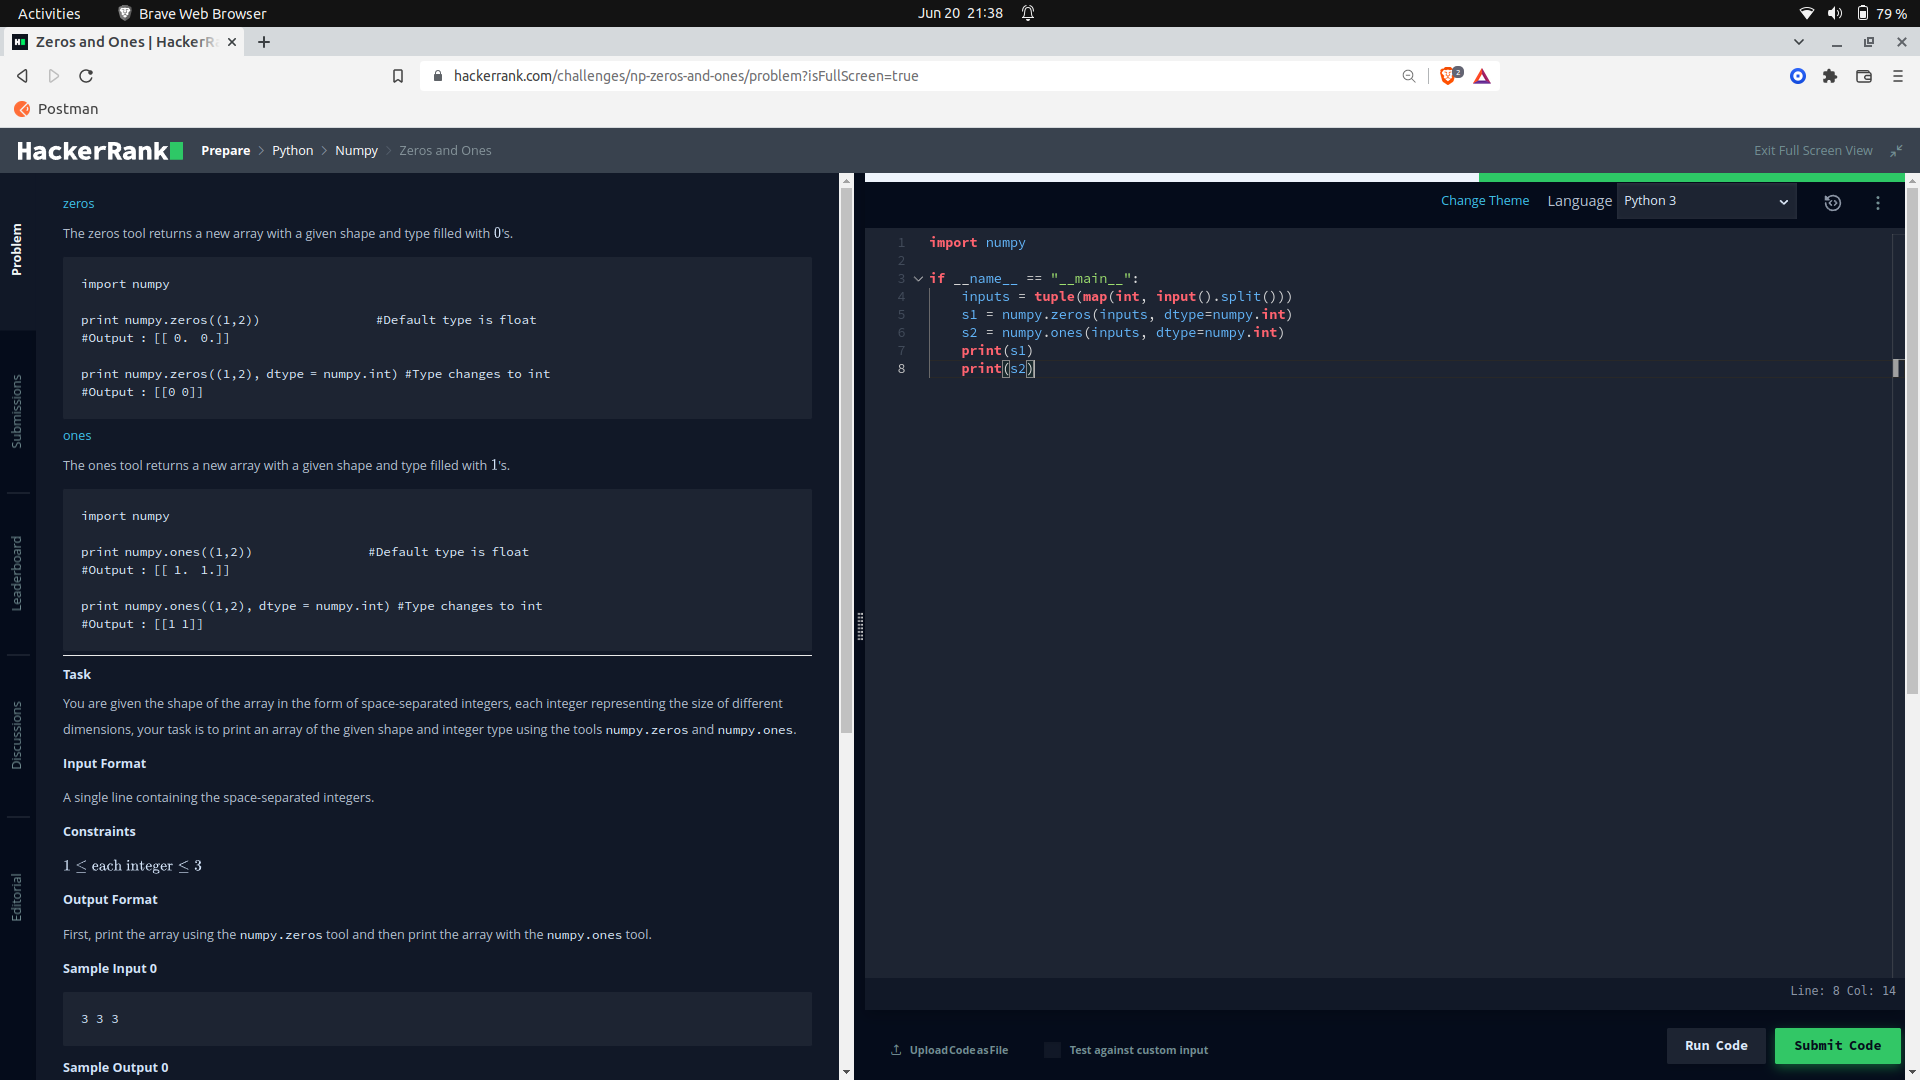 Activities
Brave Web Browser
Jun 20 21:38
79 %
Zeros and Ones | HackerR
hackerrank.com/challenges/np-zeros-and-ones/problem?isFullScreen=true
2
Postman
HackerRank
Prepare > Python > Numpy > Zeros and Ones
Exit Full Screen View
Problem
Submissions
Leaderboard
Discussions
Editorial
zeros
The zeros tool returns a new array with a given shape and type filled with 0's.
import numpy
print numpy.zeros((1,2)) #Default type is float
#Output : [[ 0. 0.]]
print numpy.zeros((1,2), dtype = numpy.int) #Type changes to int
#Output : [[0 0]]
ones
The ones tool returns a new array with a given shape and type filled with 1's.
import numpy
print numpy.ones((1,2)) #Default type is float
#Output : [[ 1. 1.]]
print numpy.ones((1,2), dtype = numpy.int) #Type changes to int
#Output : [[1 1]]
Task
You are given the shape of the array in the form of space-separated integers, each integer representing the size of different
dimensions, your task is to print an array of the given shape and integer type using the tools numpy.zeros and numpy.ones.
Input Format
A single line containing the space-separated integers.
Constraints
1 ≤ each integer ≤ 3
Output Format
First, print the array using the numpy.zeros tool and then print the array with the numpy.ones tool.
Sample Input 0
3 3 3
Sample Output 0
Change Theme
Language
Python 3
1 import numpy
2
3 if __name__ == "__main__":
4 inputs = tuple(map(int, input().split()))
5 s1 = numpy.zeros(inputs, dtype=numpy.int)
6 s2 = numpy.ones(inputs, dtype=numpy.int)
7 print(s1)
8 print(s2)
Line: 8 Col: 14
Upload Code as File
Test against custom input
Run Code
Submit Code